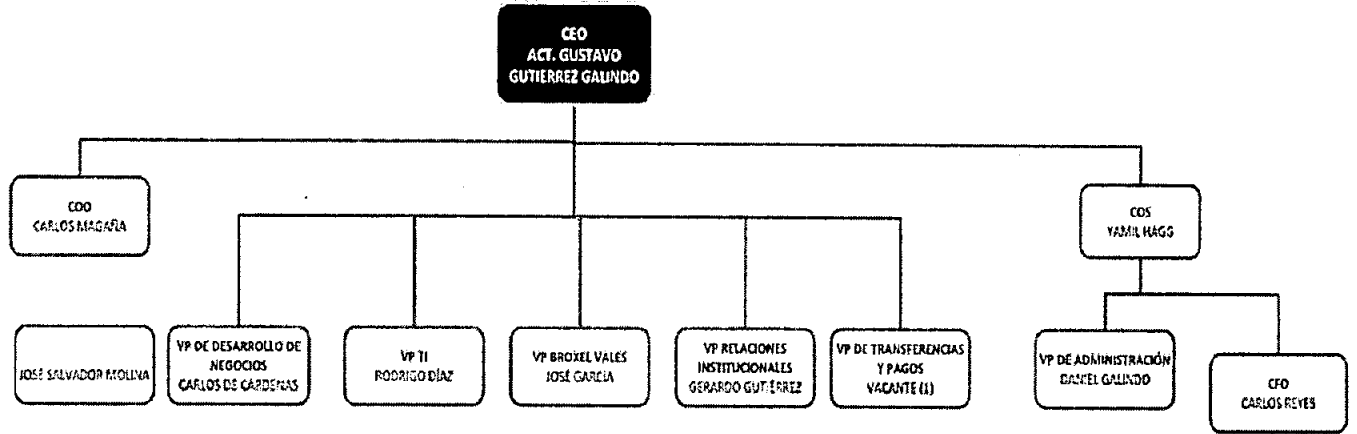 CEO
ACT. GUSTAVO
GUTIERREZ GALINDO
COO
CARLOS MAGAÑA
COS
YAMIL HAGG
JOSÉ SALVADOR MOLINA
VP DE DESARROLLO DE
NEGOCIOS
CARLOS DE CÁRDENAS
VP TI
RODRIGO DÍAZ
VP BROXEL VALES
JOSÉ GARCÍA
VP RELACIONES
INSTITUCIONALES
GERARDO GUTIÉRREZ
VP DE TRANSFERENCIAS
Y PAGOS
VACANTE (1)
VP DE ADMINISTRACIÓN
DANIEL GALINDO
CFO
CARLOS REYES